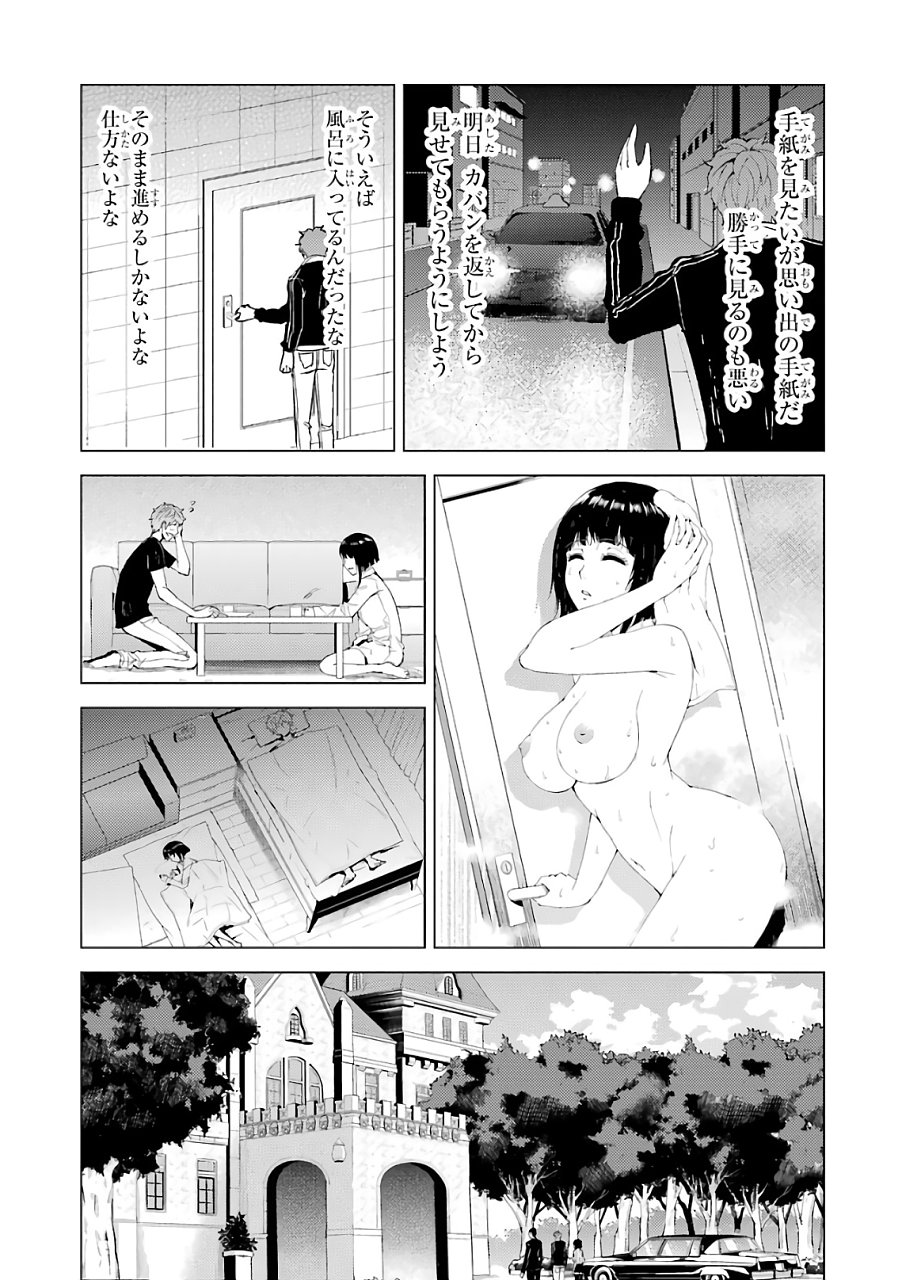 手紙を見たいが思い出の手紙だ
勝手に見るのも悪い
明日 カバンを返してから
見せてもらうようにしよう
そういえば
風呂に入ってるんだったな
そのまま進めるしかないよな
仕方ないよな